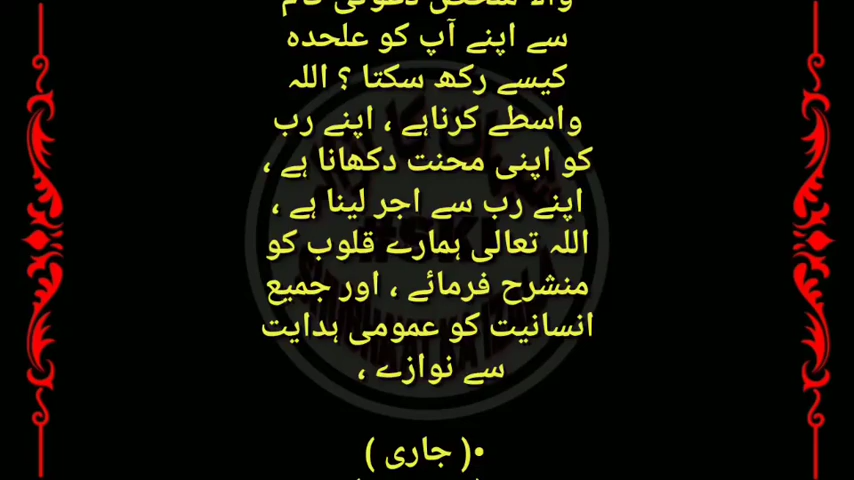 سے اپنے آپ کو علحدہ
کیسے رکھ سکتا ؟ اللہ
واسطے کرناہے ، اپنے رب
کو اپنی محنت دکھانا ہے ،
اپنے رب سے اجر لینا ہے ،
اللہ تعالی ہمارے قلوب کو
منشرح فرمائے ، اور جمیع
انسانیت کو عمومی ہدایت
سے نوازے ،
•( جاری )